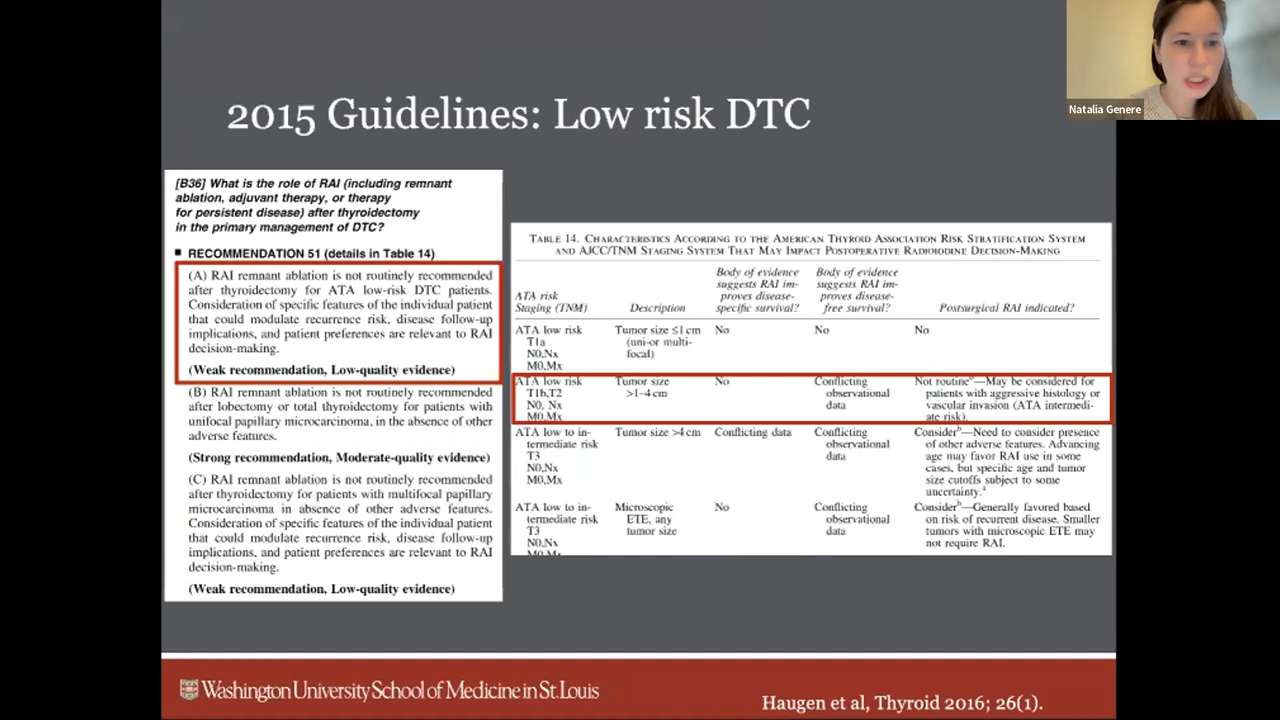 Natalia Genere
2015 Guidelines: Low risk DTC
[B36] What is the role of RAI (including remnant
ablation, adjuvant therapy, or therapy
for persistent disease) after thyroidectomy
in the primary management of DTC?
■ RECOMMENDATION 51 (details in Table 14)
(A) RAI remnant ablation is not routinely recommended
after thyroidectomy for ATA low-risk DTC patients.
Consideration of specific features of the individual patient
that could modulate recurrence risk, disease follow-up
implications, and patient preferences are relevant to RAI
decision-making.
(Weak recommendation, Low-quality evidence)
(B) RAI remnant ablation is not routinely recommended
after lobectomy or total thyroidectomy for patients with
unifocal papillary microcarcinoma, in the absence of other
adverse features.
(Strong recommendation, Moderate-quality evidence)
(C) RAI remnant ablation is not routinely recommended
after thyroidectomy for patients with multifocal papillary
microcarcinoma in absence of other adverse features.
Consideration of specific features of the individual patient
that could modulate recurrence risk, disease follow-up
implications, and patient preferences are relevant to RAI
decision-making.
(Weak recommendation, Low-quality evidence)
TABLE 14. CHARACTERISTICS ACCORDING TO THE AMERICAN THYROID ASSOCIATION RISK STRATIFICATION SYSTEM
AND AJCC/TNM STAGING SYSTEM THAT MAY IMPACT POSTOPERATIVE RADIOIODINE DECISION-MAKING
ATA risk
Staging (TNM)
Description
Body of evidence
suggests RAI im-
proves disease-
specific survival?
Body of evidence
suggests RAI im-
proves disease-
free survival?
Postsurgical RAI indicated?
ATA low risk
T1a
N0,Nx
M0,Mx
Tumor size ≤1 cm
(uni-or multi-
focal)
No
No
No
ATA low risk
T1b,T2
N0, Nx
M0,Mx
Tumor size
>1–4 cm
No
Conflicting
observational
data
Not routineᵇ—May be considered for
patients with aggressive histology or
vascular invasion (ATA intermedi-
ate risk).
ATA low to in-
termediate risk
T3
N0,Nx
M0,Mx
Tumor size >4 cm
Conflicting data
Conflicting
observational
data
Considerᵇ—Need to consider presence
of other adverse features. Advancing
age may favor RAI use in some
cases, but specific age and tumor
size cutoffs subject to some
uncertainty.ᵃ
ATA low to in-
termediate risk
T3
N0,Nx
M0,Mx
Microscopic
ETE, any
tumor size
No
Conflicting
observational
data
Considerᵇ—Generally favored based
on risk of recurrent disease. Smaller
tumors with microscopic ETE may
not require RAI.
Washington University School of Medicine in St. Louis
Haugen et al, Thyroid 2016; 26(1).